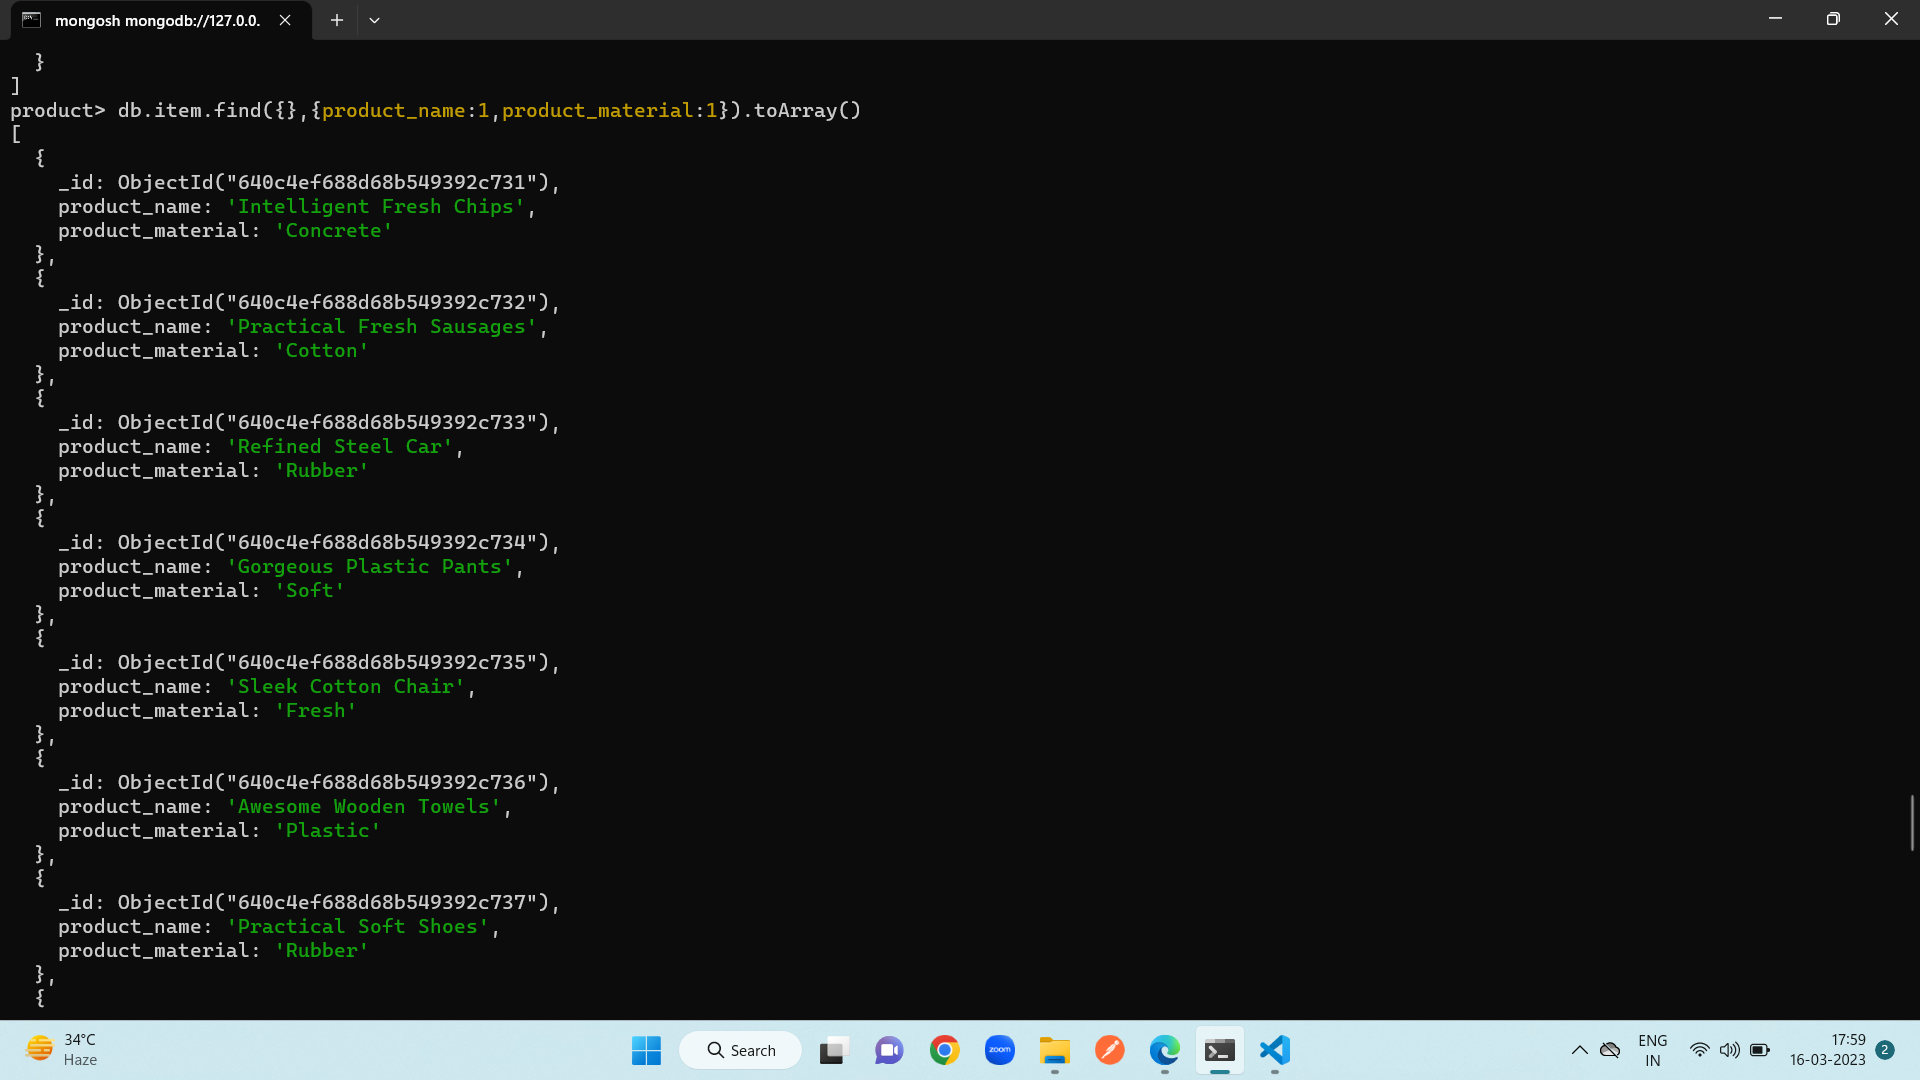 mongosh mongodb://127.0.0.
  }
]
product> db.item.find({},{product_name:1,product_material:1}).toArray()
[
  {
    _id: ObjectId("640c4ef688d68b549392c731"),
    product_name: 'Intelligent Fresh Chips',
    product_material: 'Concrete'
  },
  {
    _id: ObjectId("640c4ef688d68b549392c732"),
    product_name: 'Practical Fresh Sausages',
    product_material: 'Cotton'
  },
  {
    _id: ObjectId("640c4ef688d68b549392c733"),
    product_name: 'Refined Steel Car',
    product_material: 'Rubber'
  },
  {
    _id: ObjectId("640c4ef688d68b549392c734"),
    product_name: 'Gorgeous Plastic Pants',
    product_material: 'Soft'
  },
  {
    _id: ObjectId("640c4ef688d68b549392c735"),
    product_name: 'Sleek Cotton Chair',
    product_material: 'Fresh'
  },
  {
    _id: ObjectId("640c4ef688d68b549392c736"),
    product_name: 'Awesome Wooden Towels',
    product_material: 'Plastic'
  },
  {
    _id: ObjectId("640c4ef688d68b549392c737"),
    product_name: 'Practical Soft Shoes',
    product_material: 'Rubber'
  },
  {
34°C
Haze
Search
zoom
ENG
IN
17:59
16-03-2023
2